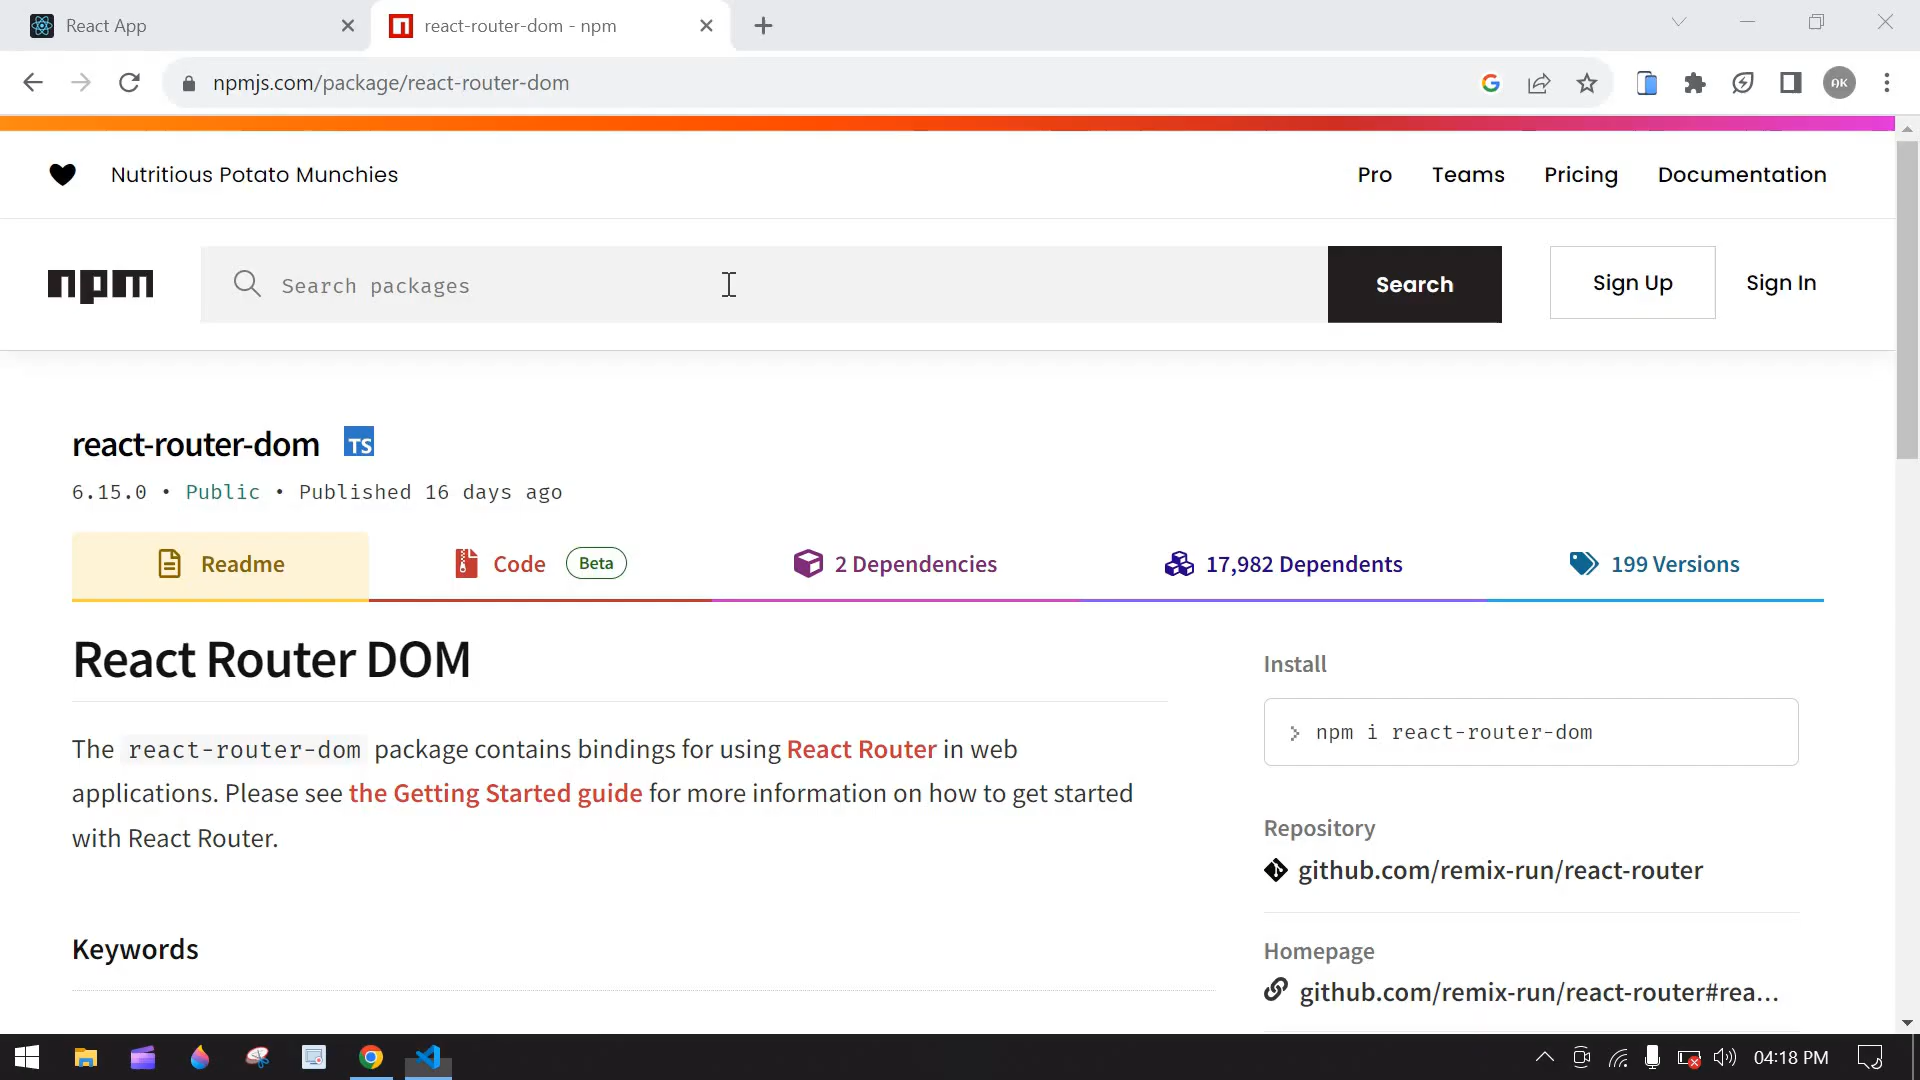 React App
react-router-dom - npm
npmjs.com/package/react-router-dom
AK
Nutritious Potato Munchies
Pro Teams Pricing Documentation
npm
Search packages
Search
Sign Up
Sign In
react-router-dom TS
6.15.0 • Public • Published 16 days ago
Readme
Code Beta
2 Dependencies
17,982 Dependents
199 Versions
React Router DOM
The react-router-dom package contains bindings for using React Router in web
applications. Please see the Getting Started guide for more information on how to get started
with React Router.
Keywords
Install
> npm i react-router-dom
Repository
github.com/remix-run/react-router
Homepage
github.com/remix-run/react-router#rea...
04:18 PM